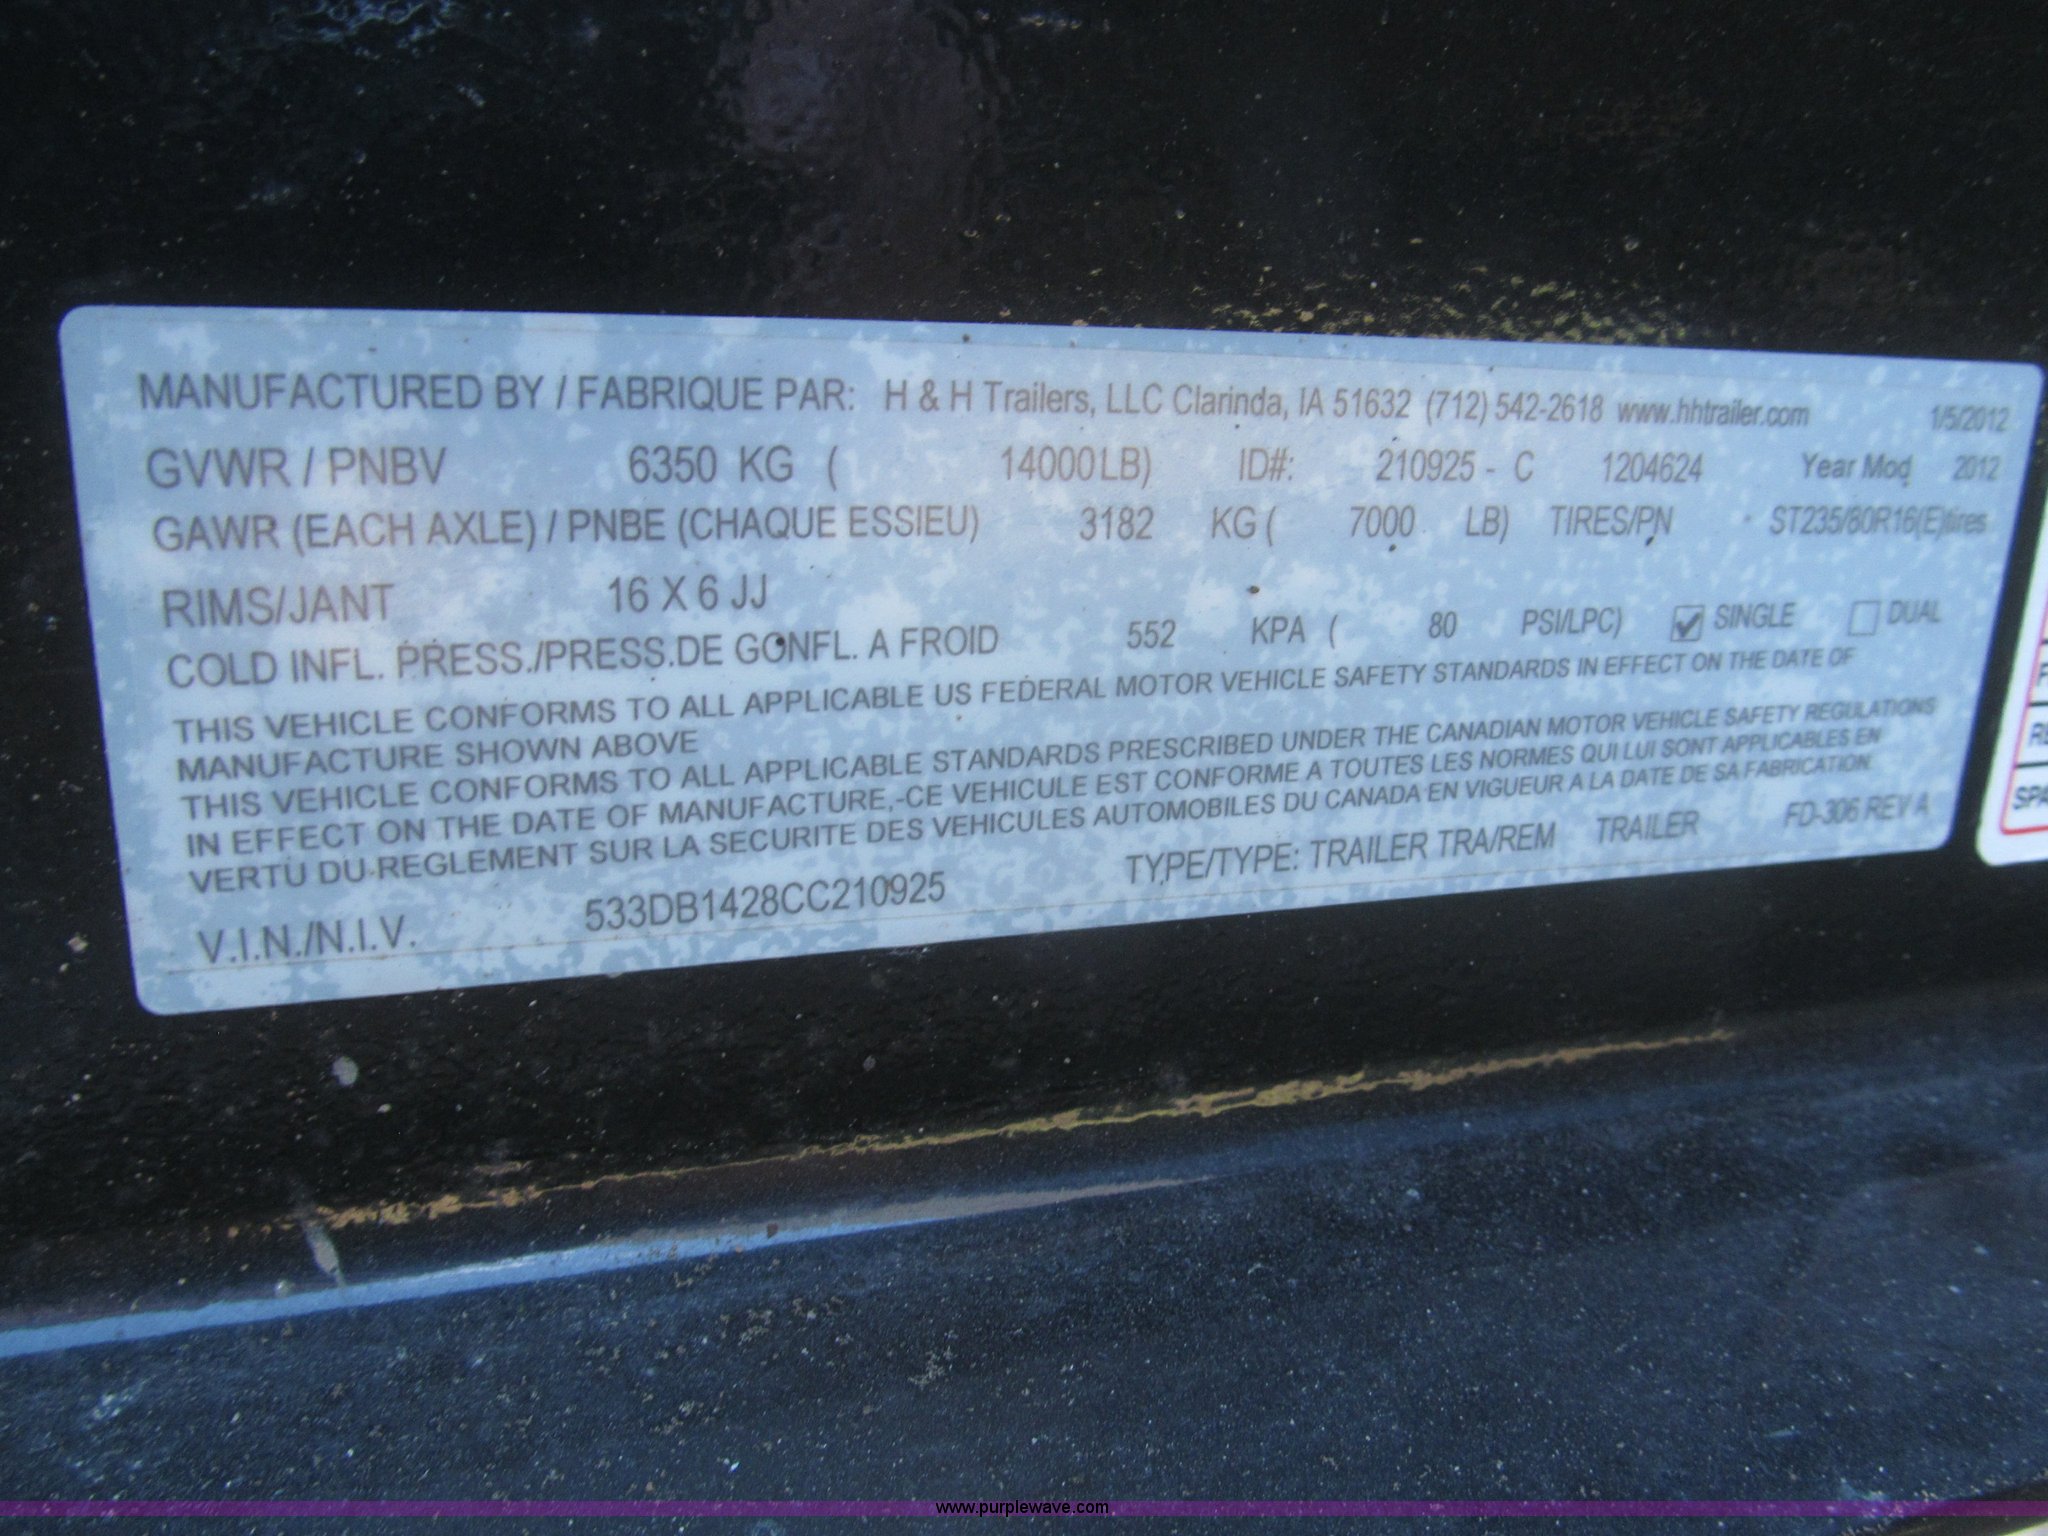 MANUFACTURED BY / FABRIQUE PAR: H & H Trailers, LLC Clarinda, IA 51632 (712) 542-2618 www.hhtrailer.com 1/5/2012
GVWR / PNBV 6350 KG ( 14000 LB) ID#: 210925 - C 1204624 Year Mod 2012
GAWR (EACH AXLE) / PNBE (CHAQUE ESSIEU) 3182 KG ( 7000 LB) TIRES/PN ST235/80R16(E)tires
RIMS/JANT 16 X 6 JJ
COLD INFL. PRESS./PRESS.DE GONFL. A FROID 552 KPA ( 80 PSI/LPC) SINGLE DUAL
THIS VEHICLE CONFORMS TO ALL APPLICABLE US FEDERAL MOTOR VEHICLE SAFETY STANDARDS IN EFFECT ON THE DATE OF
MANUFACTURE SHOWN ABOVE
THIS VEHICLE CONFORMS TO ALL APPLICABLE STANDARDS PRESCRIBED UNDER THE CANADIAN MOTOR VEHICLE SAFETY REGULATIONS
IN EFFECT ON THE DATE OF MANUFACTURE,-CE VEHICULE EST CONFORME A TOUTES LES NORMES QUI LUI SONT APPLICABLES EN
VERTU DU REGLEMENT SUR LA SECURITE DES VEHICULES AUTOMOBILES DU CANADA EN VIGUEUR A LA DATE DE SA FABRICATION.
V.I.N./N.I.V. 533DB1428CC210925 TYPE/TYPE: TRAILER TRA/REM TRAILER FD-306 REV A
www.purplewave.com